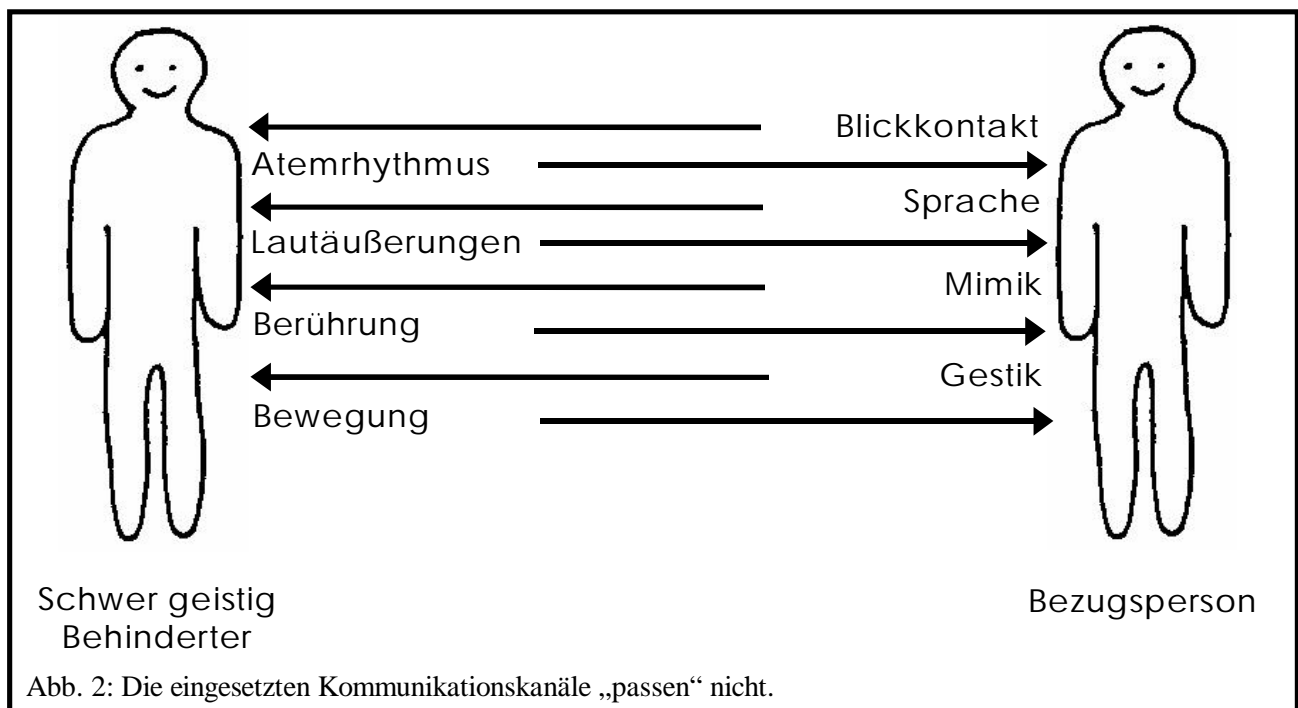 Blickkontakt
Atemrhythmus
Sprache
Lautäußerungen
Mimik
Berührung
Gestik
Bewegung
Schwer geistig
Behinderter
Bezugsperson
Abb. 2: Die eingesetzten Kommunikationskanäle „passen“ nicht.